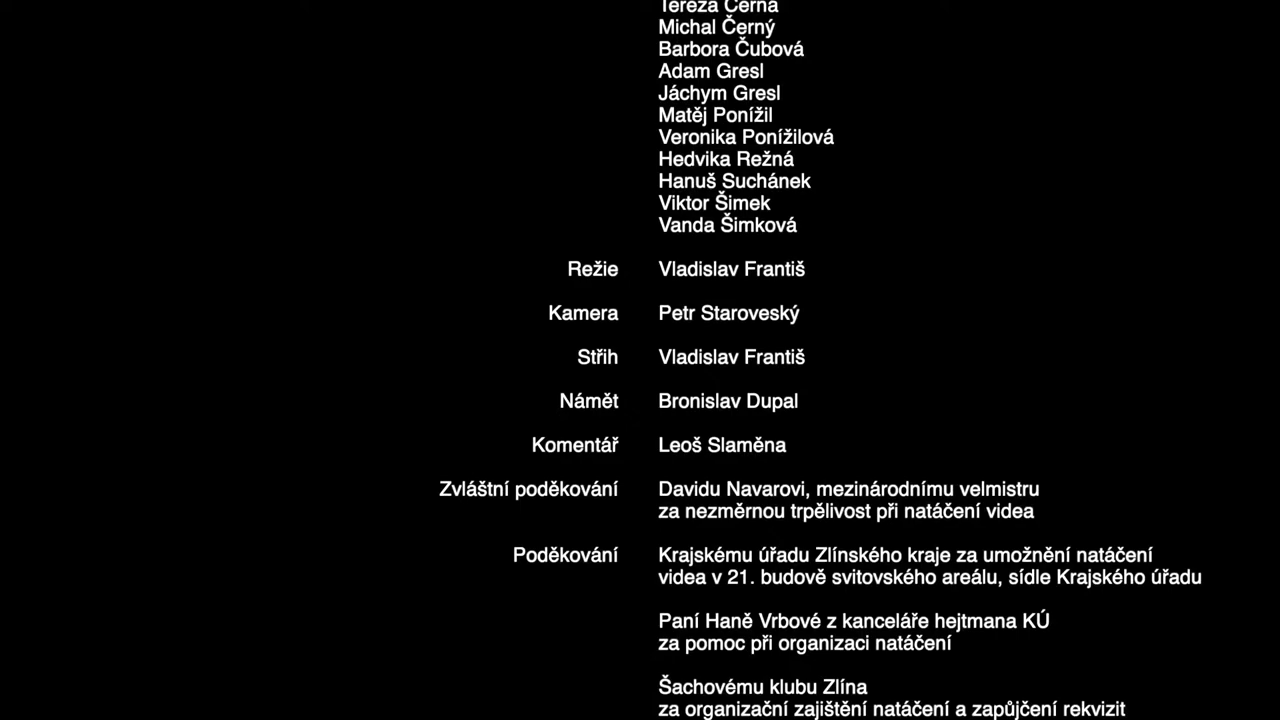 Tereza Černá
Michal Černý
Barbora Čubová
Adam Gresl
Jáchym Gresl
Matěj Ponížil
Veronika Ponížilová
Hedvika Režná
Hanuš Suchánek
Viktor Šimek
Vanda Šimková
Režie Vladislav Františ
Kamera Petr Staroveský
Střih Vladislav Františ
Námět Bronislav Dupal
Komentář Leoš Slaměna
Zvláštní poděkování Davidu Navarovi, mezinárodnímu velmistru
za nezměrnou trpělivost při natáčení videa
Poděkování Krajskému úřadu Zlínského kraje za umožnění natáčení
videa v 21. budově svitovského areálu, sídle Krajského úřadu
Paní Haně Vrbové z kanceláře hejtmana KÚ
za pomoc při organizaci natáčení
Šachovému klubu Zlína
za organizační zajištění natáčení a zapůjčení rekvizit